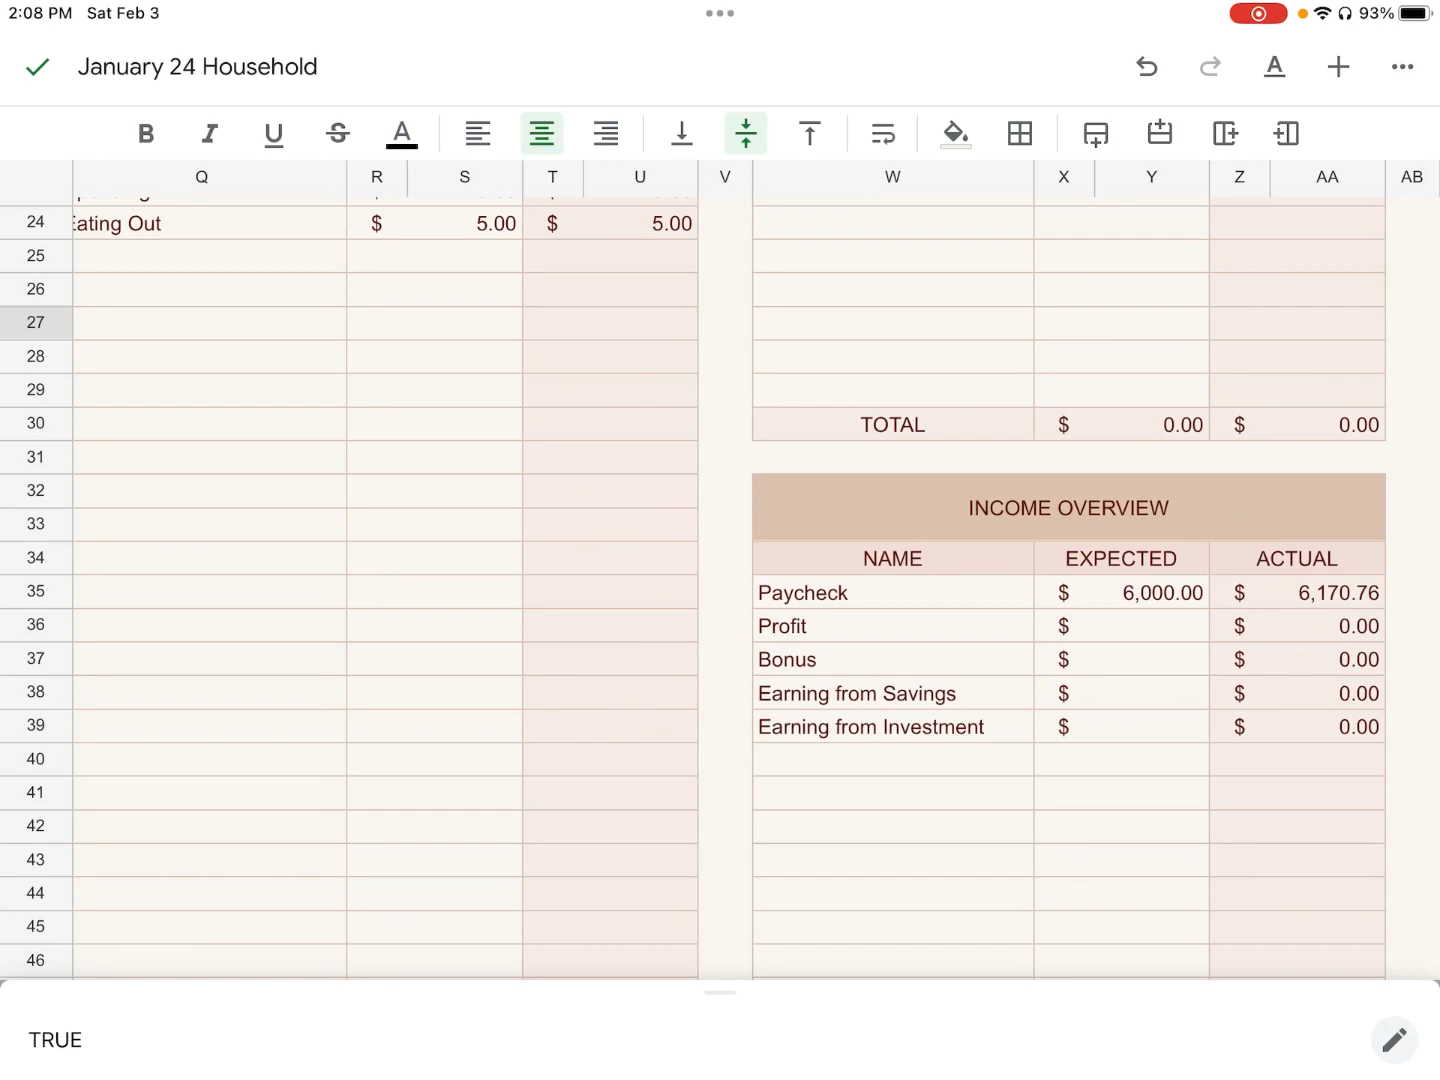 2:08 PM Sat Feb 3 93%
January 24 Household
B I U S A
Q R S T U V W X Y Z AA AB
24 Eating Out $ 5.00 $ 5.00
25
26
27
28
29
30 TOTAL $ 0.00 $ 0.00
31
32
INCOME OVERVIEW
33
34 NAME EXPECTED ACTUAL
35 Paycheck $ 6,000.00 $ 6,170.76
36 Profit $ $ 0.00
37 Bonus $ $ 0.00
38 Earning from Savings $ $ 0.00
39 Earning from Investment $ $ 0.00
40
41
42
43
44
45
46
TRUE